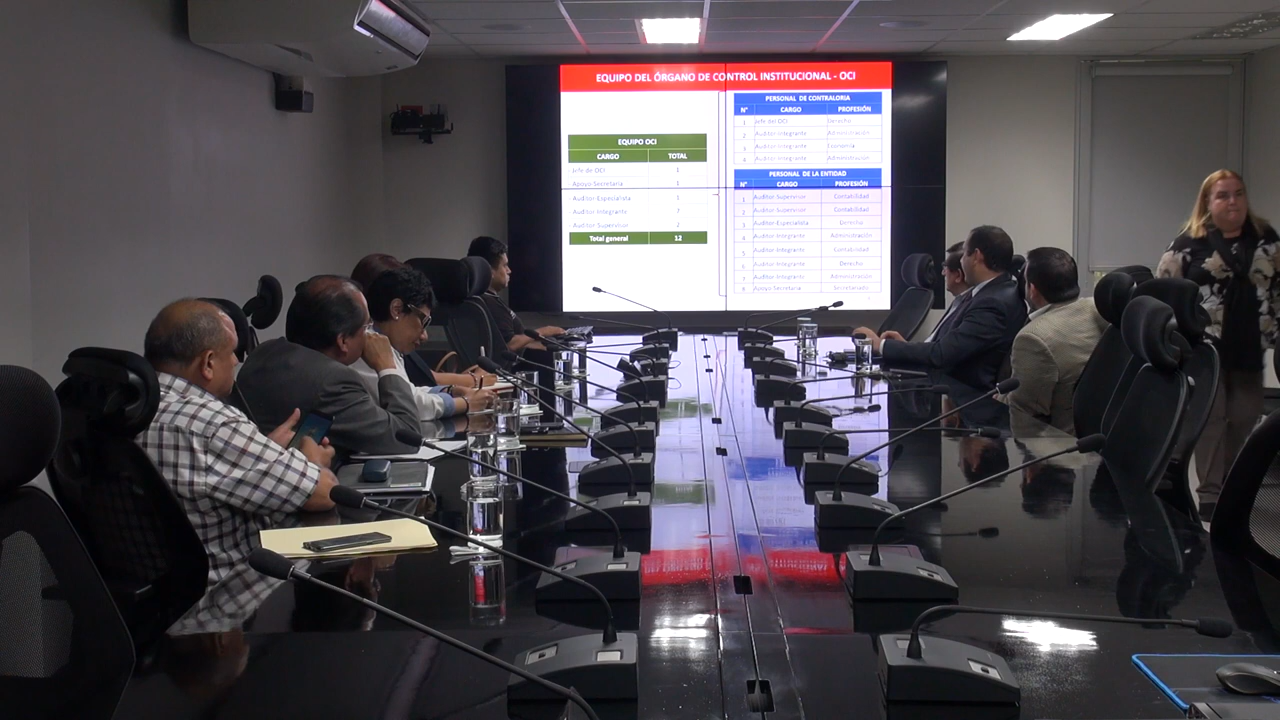 EQUIPO DEL ÓRGANO DE CONTROL INSTITUCIONAL - OCI
EQUIPO OCI
CARGO TOTAL
- Jefe de OCI 1
- Apoyo-Secretaria 1
- Auditor-Especialista 1
- Auditor-Integrante 7
- Auditor-Supervisor 2
Total general 12
PERSONAL DE CONTRALORIA
N° CARGO PROFESIÓN
1 Jefe del OCI Derecho
2 Auditor-Integrante Administración
3 Auditor-Integrante Economía
4 Auditor-Integrante Administración
PERSONAL DE LA ENTIDAD
N° CARGO PROFESIÓN
1 Auditor-Supervisor Contabilidad
2 Auditor-Supervisor Contabilidad
3 Auditor-Especialista Derecho
4 Auditor-Integrante Administración
5 Auditor-Integrante Contabilidad
6 Auditor-Integrante Derecho
7 Auditor-Integrante Administración
8 Apoyo-Secretaria Secretariado